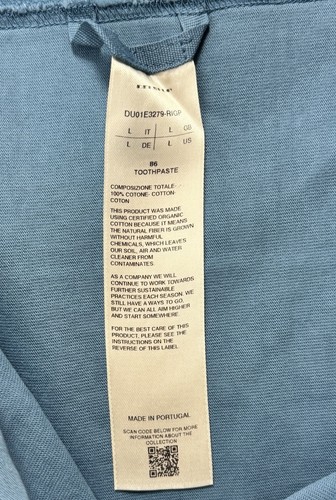 DU01E3279-RIGP
L IT L GB
L DE L US
86
TOOTHPASTE
COMPOSIZIONE TOTALE-
100% COTONE- COTTON-
COTON
THIS PRODUCT WAS MADE
USING CERTIFIED ORGANIC
COTTON BECAUSE IT MEANS
THE NATURAL FIBER IS GROWN
WITHOUT HARMFUL
CHEMICALS, WHICH LEAVES
OUR SOIL, AIR AND WATER
CLEANER FROM
CONTAMINATES.
AS A COMPANY WE WILL
CONTINUE TO WORK TOWARDS
FURTHER SUSTAINABLE
PRACTICES EACH SEASON. WE
STILL HAVE A WAYS TO GO,
BUT WE CAN ALL AIM HIGHER
AND START SOMEWHERE.
FOR THE BEST CARE OF THIS
PRODUCT, PLEASE SEE THE
INSTRUCTIONS ON THE
REVERSE OF THIS LABEL.
MADE IN PORTUGAL
SCAN CODE BELOW FOR MORE
INFORMATION ABOUT THE
COLLECTION